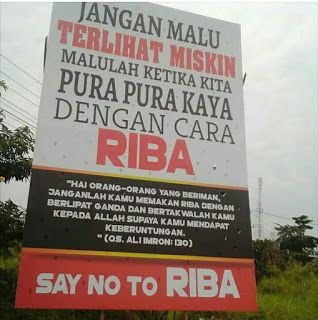 JANGAN MALU
TERLIHAT MISKIN
MALULAH KETIKA KITA
PURA PURA KAYA
DENGAN CARA
RIBA
"HAI ORANG-ORANG YANG BERIMAN,
JANGANLAH KAMU MEMAKAN RIBA DENGAN
BERLIPAT GANDA DAN BERTAKWALAH KAMU
KEPADA ALLAH SUPAYA KAMU MENDAPAT
KEBERUNTUNGAN."
"(QS. ALI IMRON: 130)
SAY NO TO RIBA